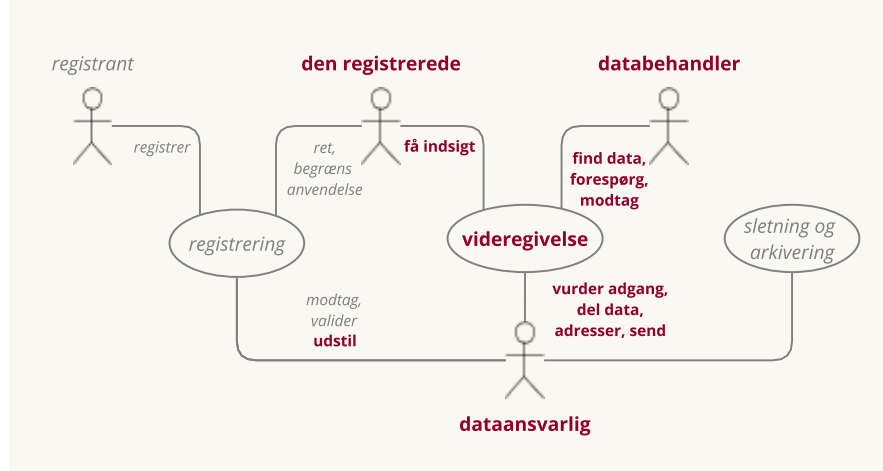 registrant
den registrerede
databehandler
registrer
ret,
begræns
anvendelse
få indsigt
find data,
forespørg,
modtag
registrering
videregivelse
sletning og
arkivering
modtag,
valider
udstil
vurder adgang,
del data,
adresser, send
dataansvarlig